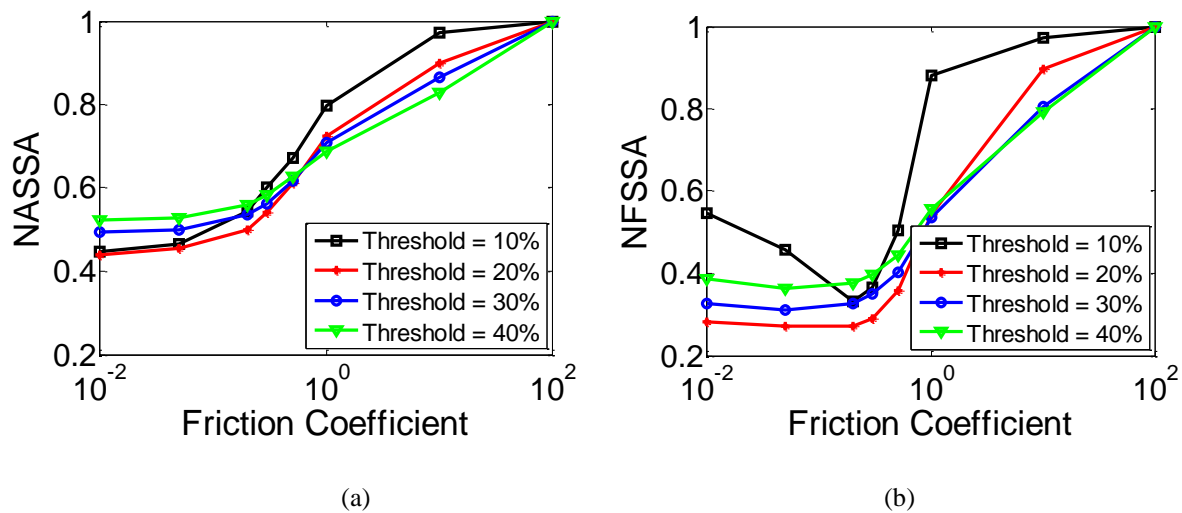 NASSA
1
0.8
0.6
0.4
0.2
10^-2
10^0
10^2
Friction Coefficient
Threshold = 10%
Threshold = 20%
Threshold = 30%
Threshold = 40%
(a)
NFSSA
1
0.8
0.6
0.4
0.2
10^-2
10^0
10^2
Friction Coefficient
Threshold = 10%
Threshold = 20%
Threshold = 30%
Threshold = 40%
(b)